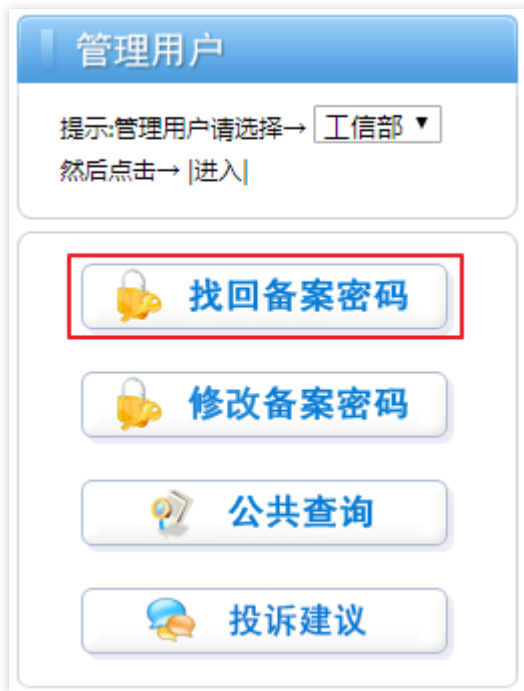 管理用户
提示:管理用户请选择→ 工信部▼
然后点击→ |进入|
找回备案密码
修改备案密码
公共查询
投诉建议